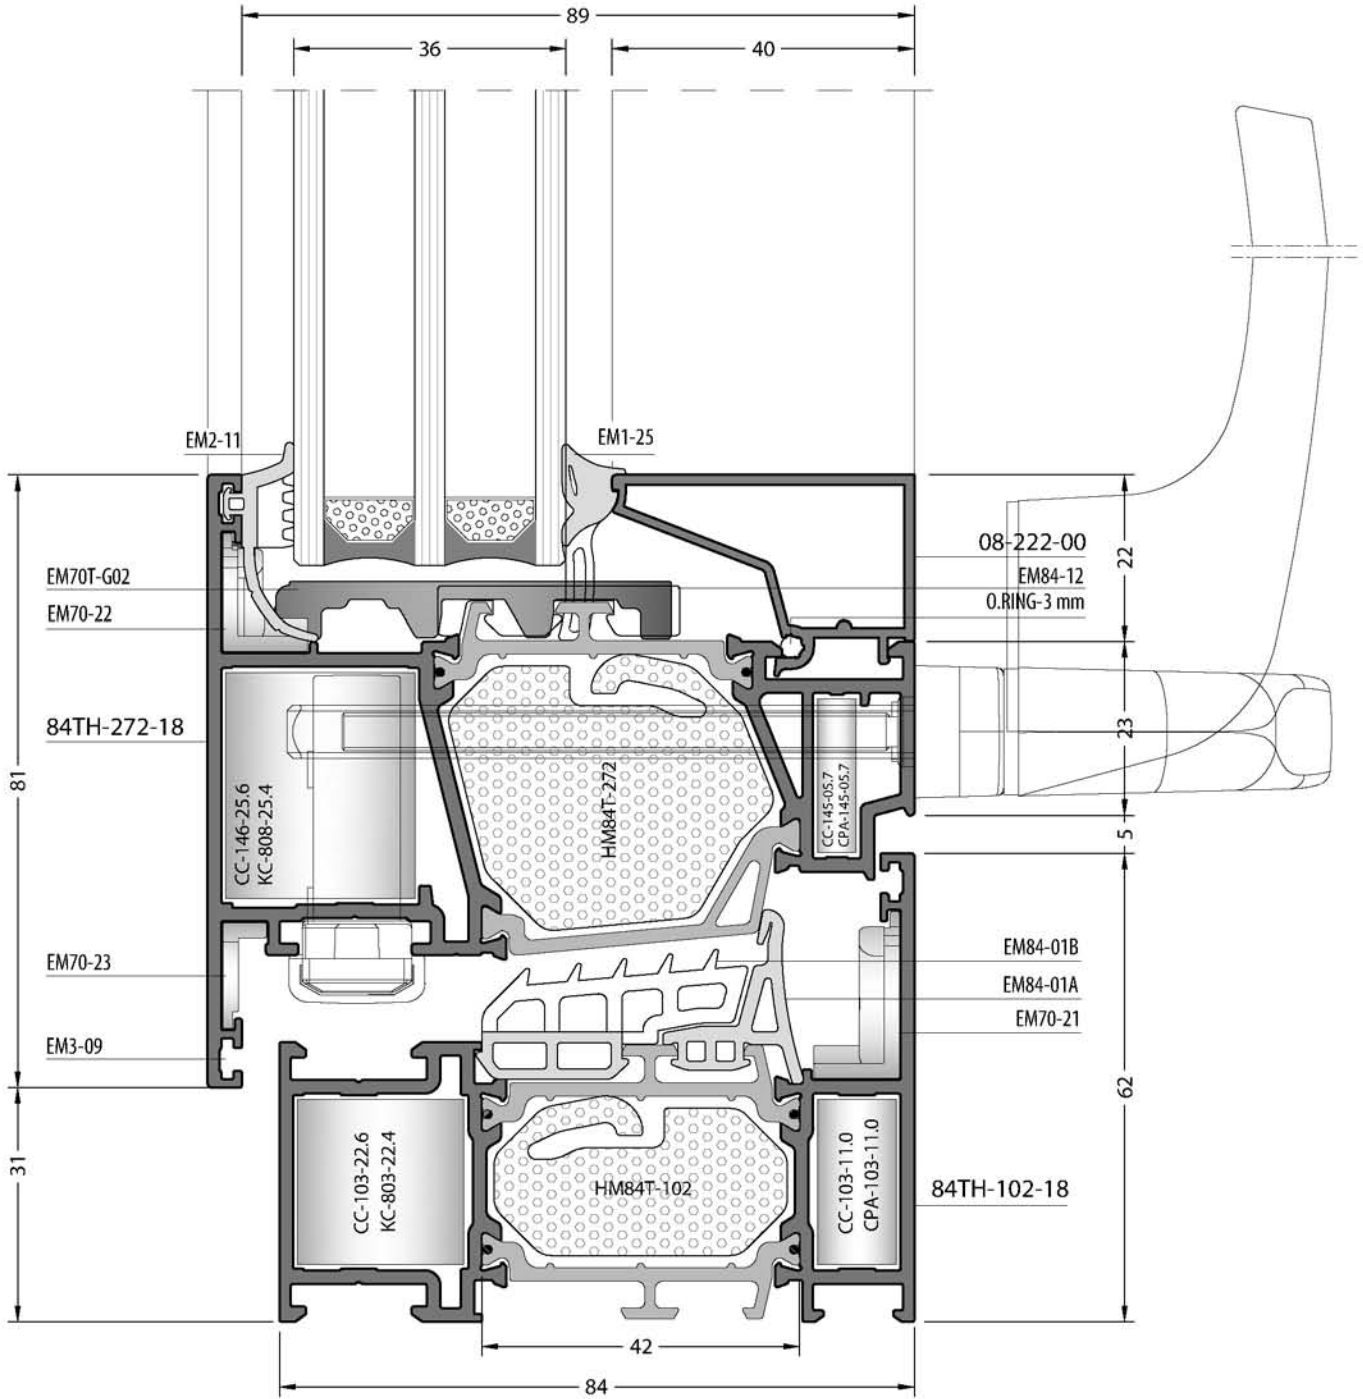 89
36
40
EM2-11
EM1-25
08-222-00
EM70T-G02
EM84-12
EM70-22
O.RING-3 mm
22
84TH-272-18
23
81
CC-146-25.6
KC-808-25.4
HM84T-272
CC-145-05.7
CPA-145-05.7
5
EM70-23
EM84-01B
EM84-01A
EM70-21
EM3-09
62
31
CC-103-22.6
KC-803-22.4
HM84T-102
CC-103-11.0
CPA-103-11.0
84TH-102-18
42
84